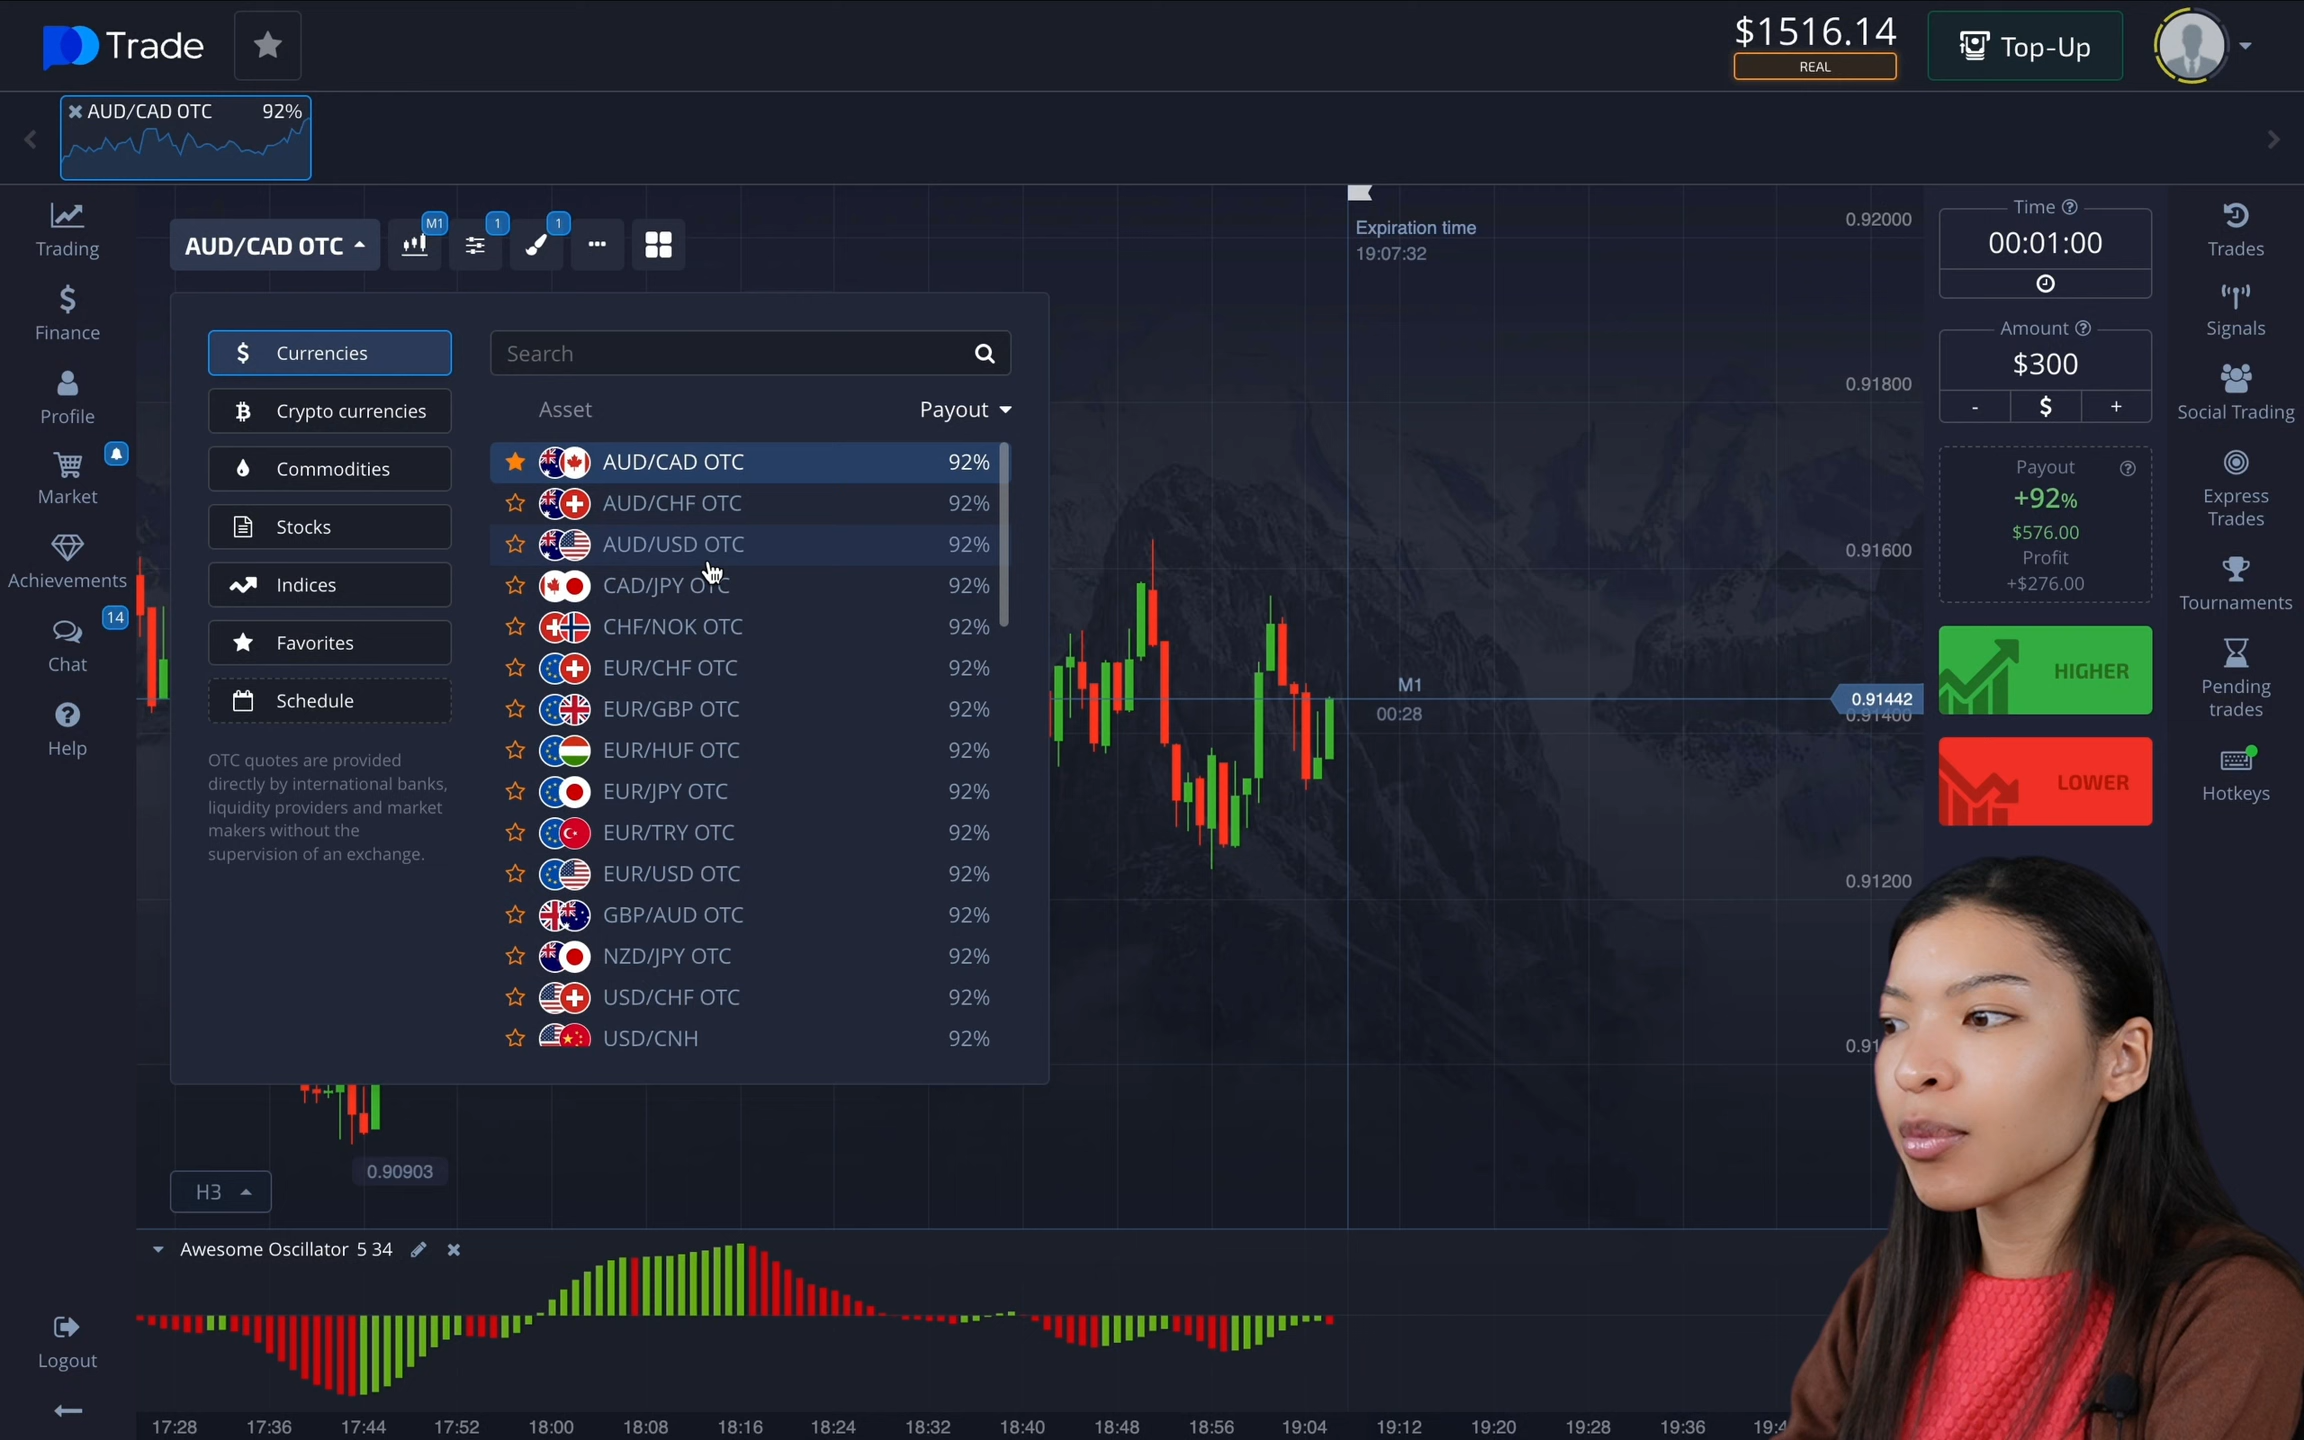 Trade
$1516.14
REAL
Top-Up
AUD/CAD OTC 92%
Trading
Finance
Profile
Market
Achievements
14
Chat
Help
Logout
AUD/CAD OTC
M1
1
1
Currencies
Crypto currencies
Commodities
Stocks
Indices
Favorites
Schedule
OTC quotes are provided
directly by international banks,
liquidity providers and market
makers without the
supervision of an exchange.
Search
Asset Payout
AUD/CAD OTC 92%
AUD/CHF OTC 92%
AUD/USD OTC 92%
CAD/JPY OTC 92%
CHF/NOK OTC 92%
EUR/CHF OTC 92%
EUR/GBP OTC 92%
EUR/HUF OTC 92%
EUR/JPY OTC 92%
EUR/TRY OTC 92%
EUR/USD OTC 92%
GBP/AUD OTC 92%
NZD/JPY OTC 92%
USD/CHF OTC 92%
USD/CNH 92%
Expiration time
19:07:32
M1
00:28
0.92000
0.91800
0.91600
0.91442
0.91400
0.91200
0.91
0.90903
H3
Awesome Oscillator 5 34
17:28 17:36 17:44 17:52 18:00 18:08 18:16 18:24 18:32 18:40 18:48 18:56 19:04 19:12 19:20 19:28 19:36 19:4
Time
00:01:00
Amount
$300
- $ +
Payout
+92%
$576.00
Profit
+$276.00
HIGHER
LOWER
Trades
Signals
Social Trading
Express
Trades
Tournaments
Pending
trades
Hotkeys